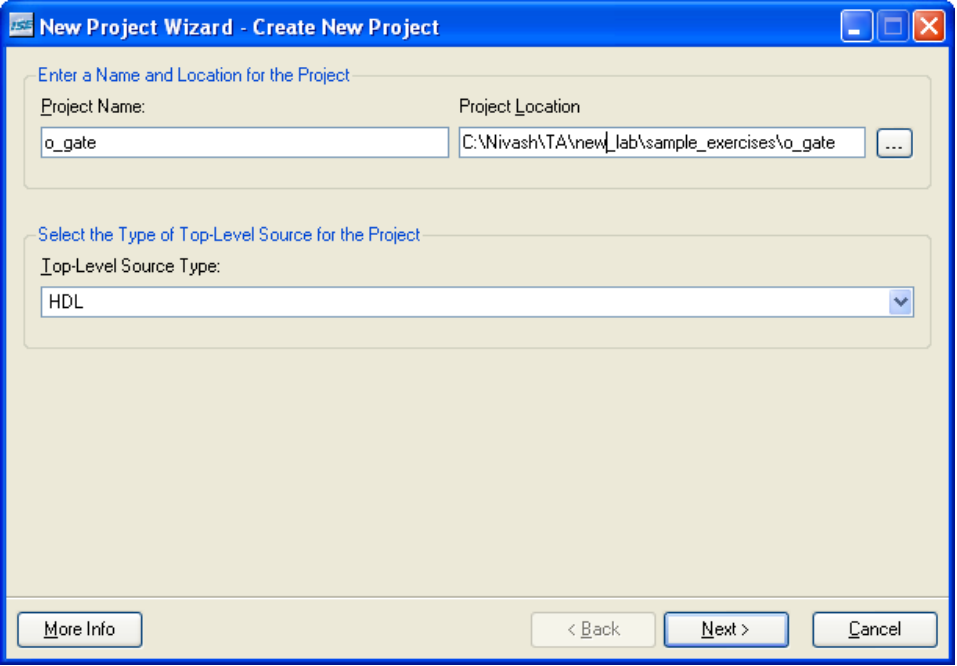 ISE New Project Wizard - Create New Project
Enter a Name and Location for the Project
Project Name: Project Location
o_gate C:\Nivash\TA\new_lab\sample_exercises\o_gate ...
Select the Type of Top-Level Source for the Project
Top-Level Source Type:
HDL
More Info < Back Next > Cancel